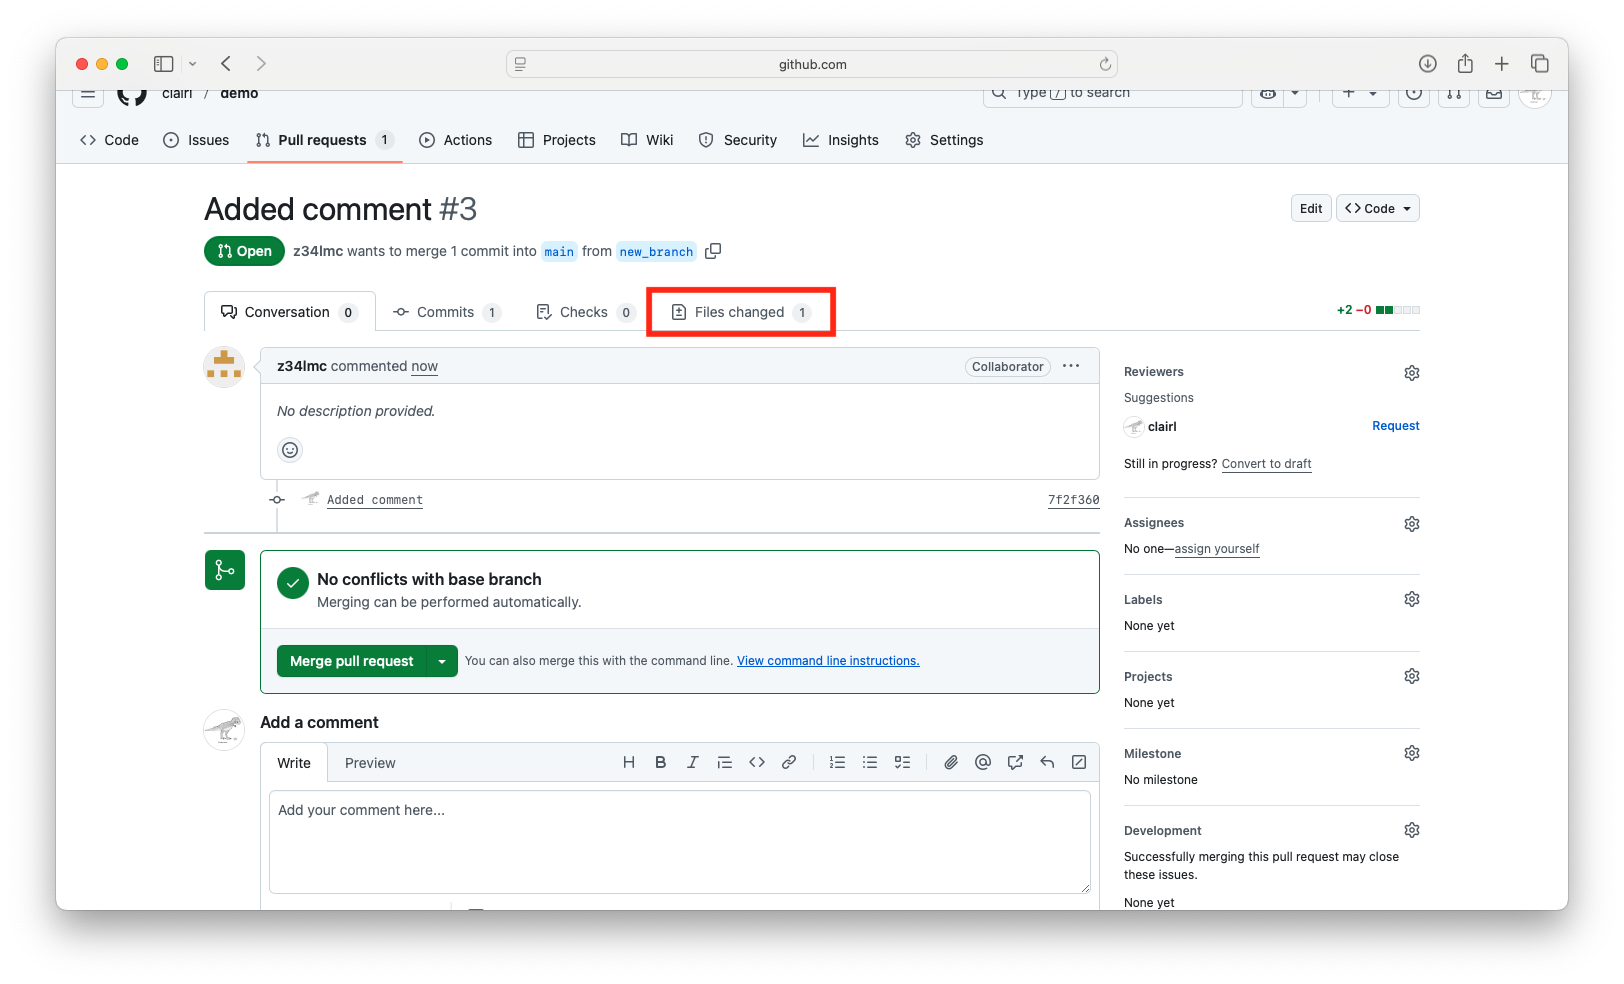 github.com
clairl / demo
Type / to search
Code Issues Pull requests 1 Actions Projects Wiki Security Insights Settings
Added comment #3
Edit
Code
Open z34lmc wants to merge 1 commit into main from new_branch
Conversation 0 Commits 1 Checks 0 Files changed 1
+2 −0
z34lmc commented now
Collaborator
No description provided.
Added comment
7f2f360
No conflicts with base branch
Merging can be performed automatically.
Merge pull request
You can also merge this with the command line. View command line instructions.
Add a comment
Write Preview
Add your comment here...
Reviewers
Suggestions
clairl Request
Still in progress? Convert to draft
Assignees
No one—assign yourself
Labels
None yet
Projects
None yet
Milestone
No milestone
Development
Successfully merging this pull request may close
these issues.
None yet